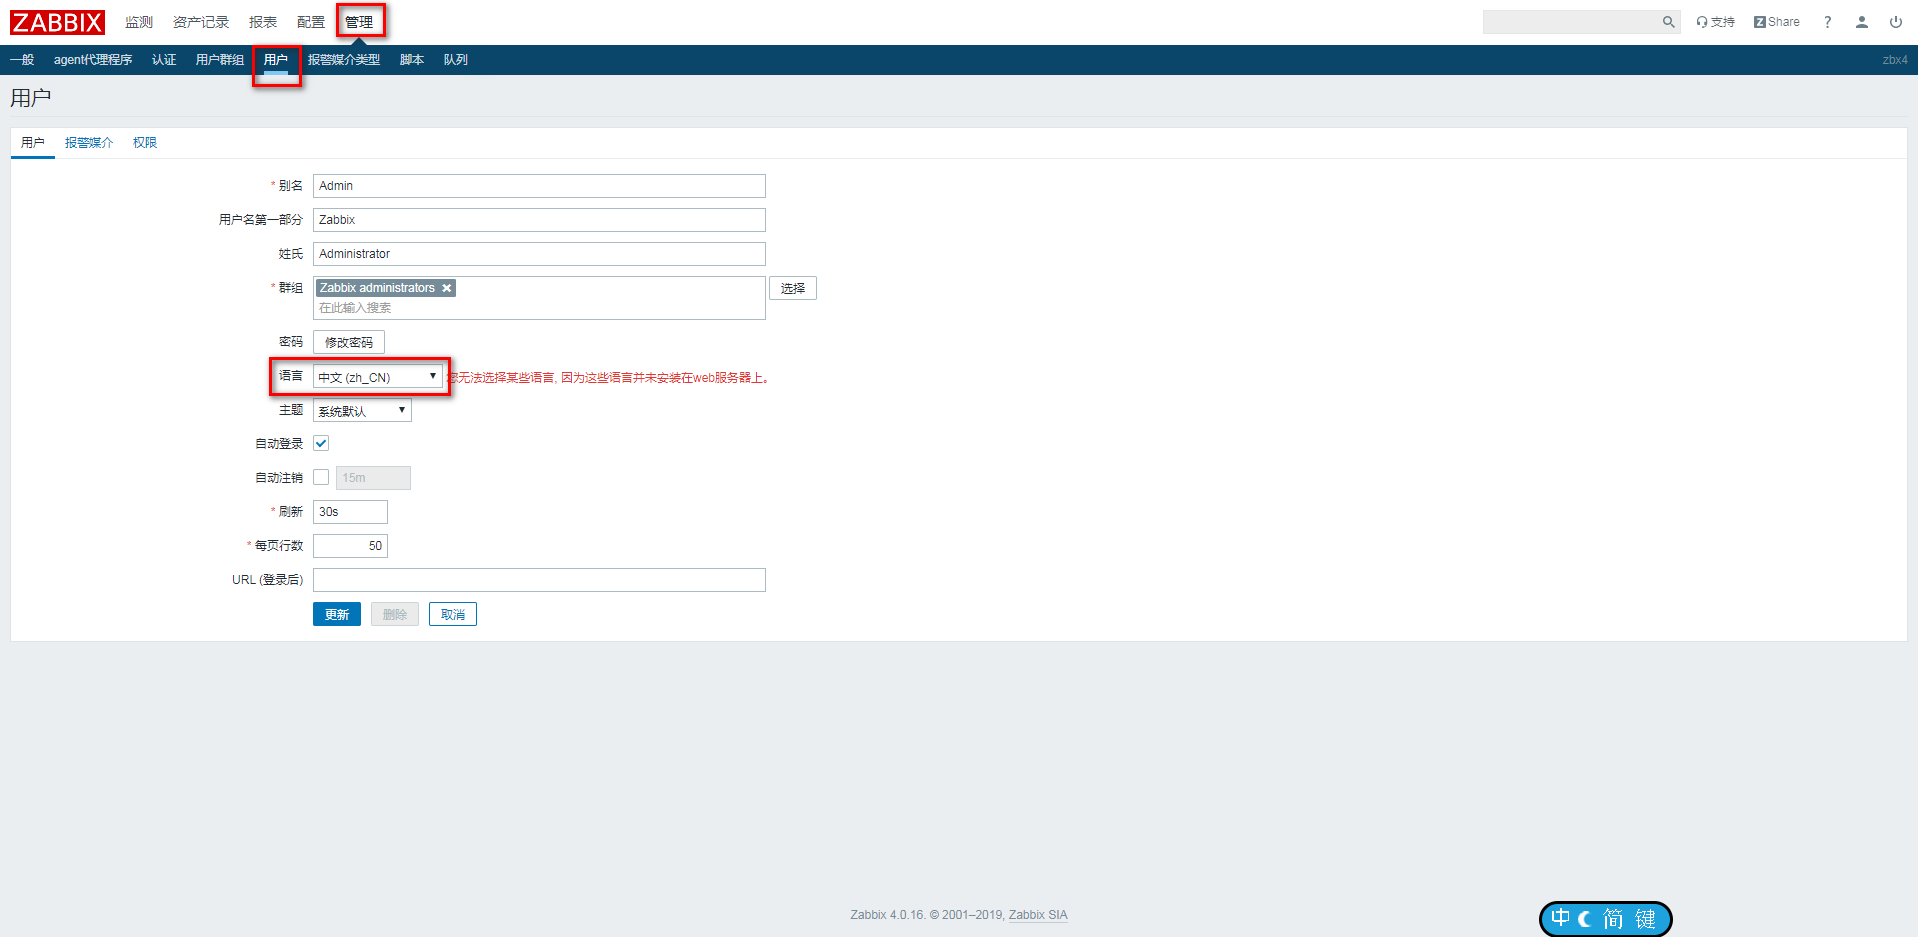 ZABBIX 监测 资产记录 报表 配置 管理 支持 Z Share ?
一般 agent代理程序 认证 用户群组 用户 报警媒介类型 脚本 队列 zbx4
用户
用户 报警媒介 权限
* 别名 Admin
用户名第一部分 Zabbix
姓氏 Administrator
* 群组 Zabbix administrators 选择
在此输入搜索
密码 修改密码
语言 中文 (zh_CN) 您无法选择某些语言, 因为这些语言并未安装在web服务器上。
主题 系统默认
自动登录
自动注销 15m
* 刷新 30s
* 每页行数 50
URL (登录后)
更新 删除 取消
Zabbix 4.0.16. © 2001–2019, Zabbix SIA
中 简 键